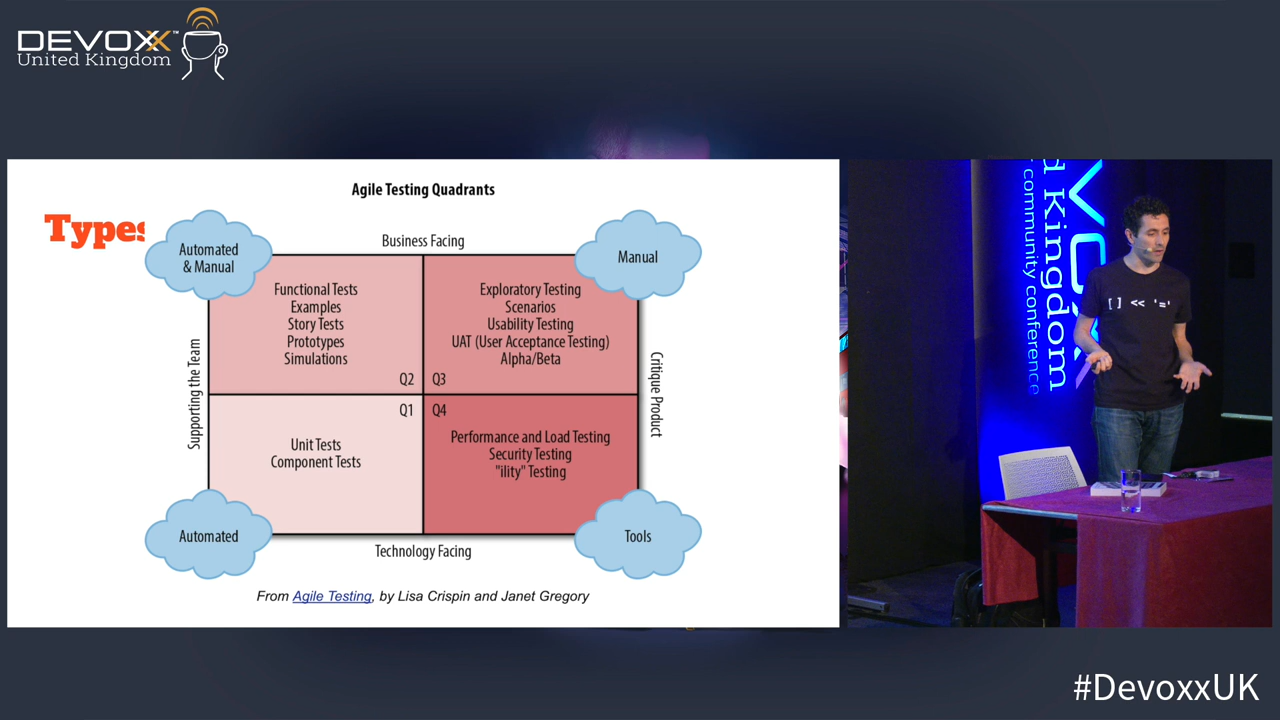 DEVOXX™
United Kingdom
Agile Testing Quadrants
Types
Business Facing
Automated
& Manual
Manual
Functional Tests
Examples
Story Tests
Prototypes
Simulations
Q2
Exploratory Testing
Scenarios
Usability Testing
UAT (User Acceptance Testing)
Alpha/Beta
Q3
Supporting the Team
Critique Product
Q1
Unit Tests
Component Tests
Q4
Performance and Load Testing
Security Testing
"ility" Testing
Automated
Tools
Technology Facing
From Agile Testing, by Lisa Crispin and Janet Gregory
d Kingdom
community conference
[ ] << '='
#DevoxxUK